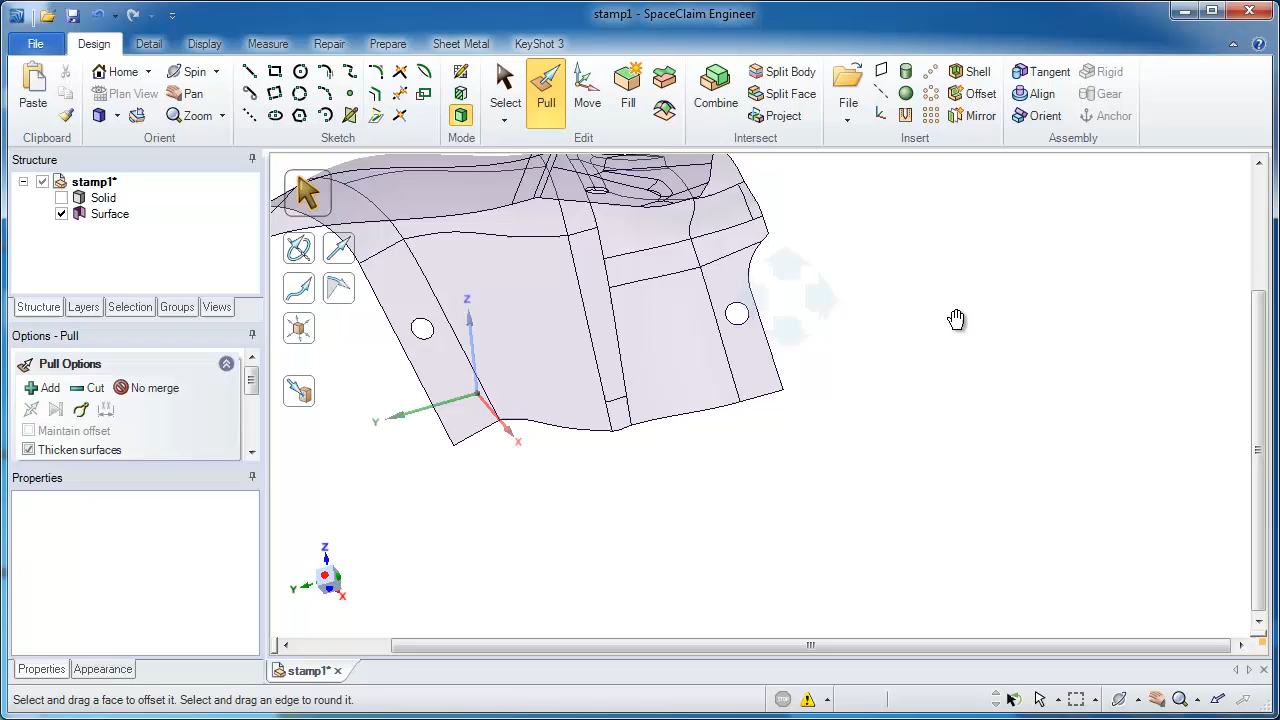 stamp1 - SpaceClaim Engineer
File Design Detail Display Measure Repair Prepare Sheet Metal KeyShot 3
Home Spin Tangent Rigid
Split Body Shell
Plan View Pan Split Face Offset Align Gear
Paste Select Pull Move Fill Combine File
Zoom Project Mirror Orient Anchor
Clipboard Orient Sketch Mode Edit Intersect Insert Assembly
Structure
stamp1*
Solid
Surface
Structure Layers Selection Groups Views
Options - Pull
Pull Options
Add Cut No merge
Maintain offset
Thicken surfaces
Properties
Properties Appearance
Z
Y
X
Z
Y
X
stamp1*
Select and drag a face to offset it. Select and drag an edge to round it.